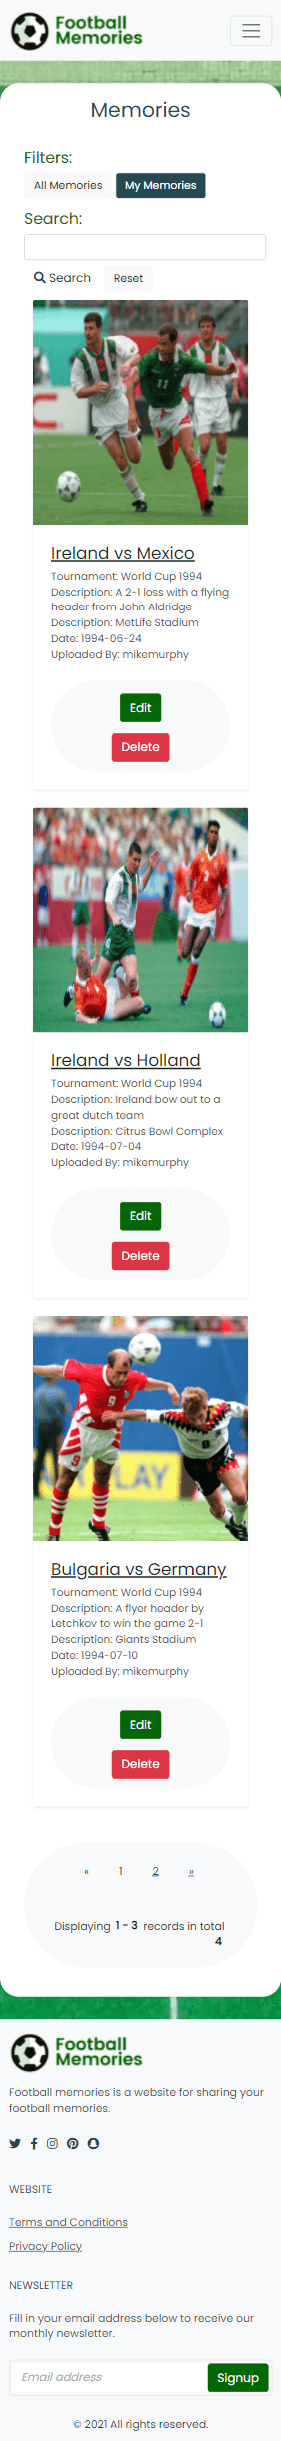 Football
Memories
Memories
Filters:
All Memories My Memories
Search:
Search Reset
11
Ireland vs Mexico
Tournament: World Cup 1994
Description: A 2-1 loss with a flying
header from John Aldridge
Description: MetLife Stadium
Date: 1994-06-24
Uploaded By: mikemurphy
Edit
Delete
Ireland vs Holland
Tournament: World Cup 1994
Description: Ireland bow out to a
great dutch team
Description: Citrus Bowl Complex
Date: 1994-07-04
Uploaded By: mikemurphy
Edit
Delete
9
8
PLAY
9
Bulgaria vs Germany
Tournament: World Cup 1994
Description: A flyer header by
Letchkov to win the game 2-1
Description: Giants Stadium
Date: 1994-07-10
Uploaded By: mikemurphy
Edit
Delete
« 1 2 »
Displaying 1 - 3 records in total
4
Football
Memories
Football memories is a website for sharing your
football memories.
WEBSITE
Terms and Conditions
Privacy Policy
NEWSLETTER
Fill in your email address below to receive our
monthly newsletter.
Email address Signup
© 2021 All rights reserved.